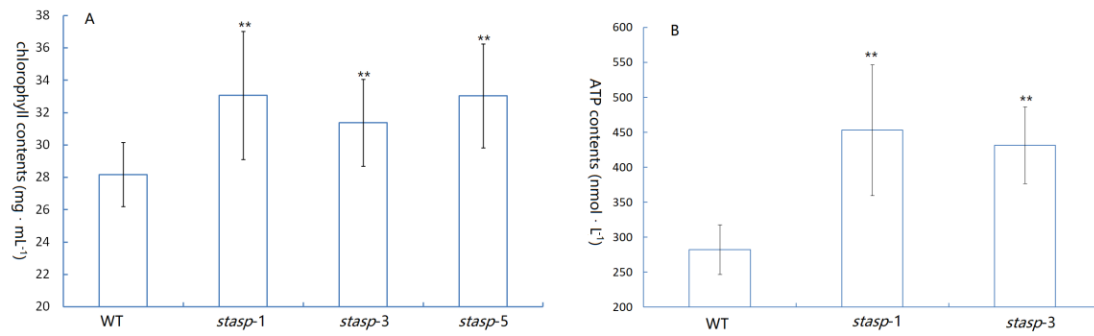 A
chlorophyll contents (mg · mL⁻¹)
38
36
34
32
30
28
26
24
22
20
**
**
**
WT
stasp-1
stasp-3
stasp-5
B
ATP contents (nmol · L⁻¹)
600
550
500
450
400
350
300
250
200
**
**
WT
stasp-1
stasp-3